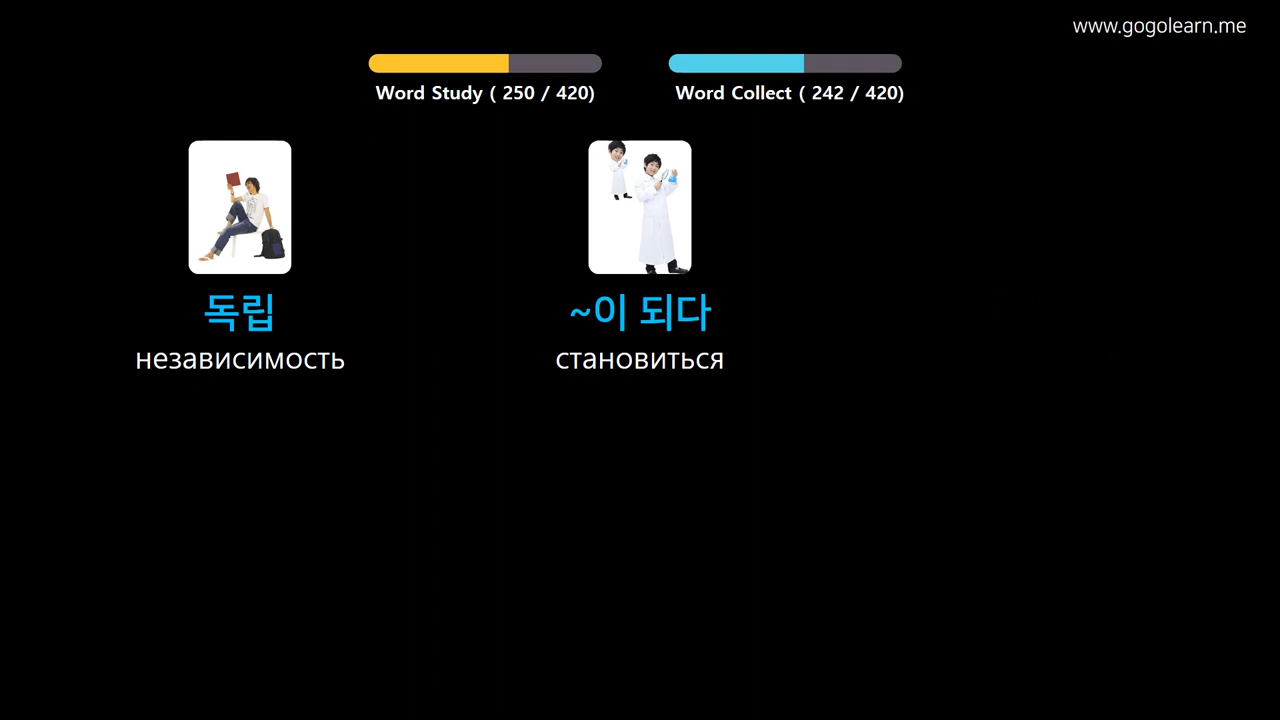 www.gogolearn.me
Word Study ( 250 / 420)
Word Collect ( 242 / 420)
독립
~이 되다
независимость
становиться